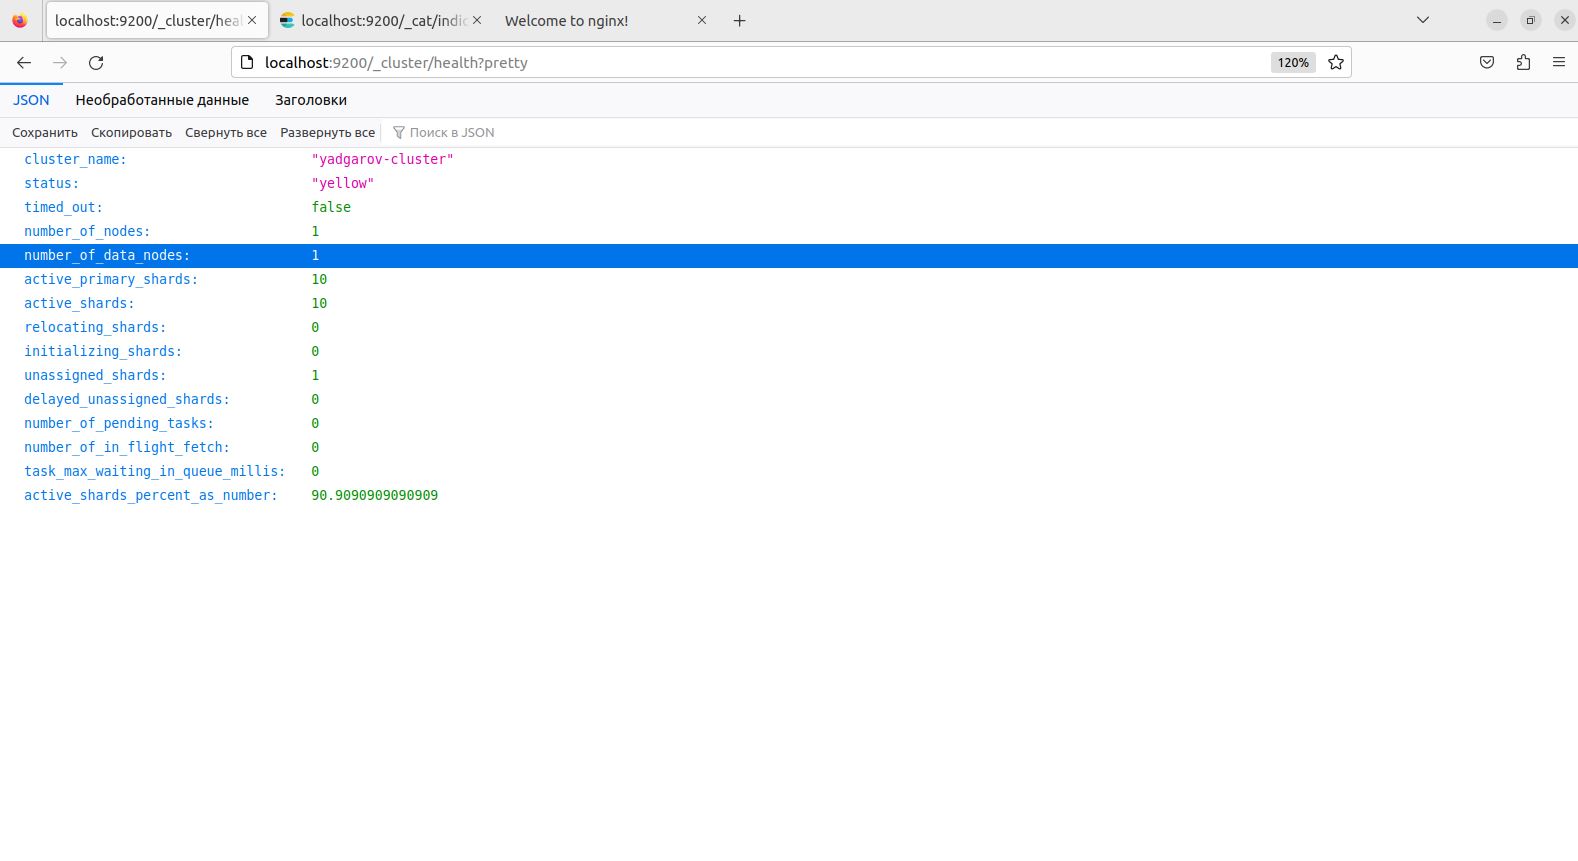 localhost:9200/_cluster/heal localhost:9200/_cat/indic Welcome to nginx!
localhost:9200/_cluster/health?pretty 120%
JSON Необработанные данные Заголовки
Сохранить Скопировать Свернуть все Развернуть все Поиск в JSON
cluster_name: "yadgarov-cluster"
status: "yellow"
timed_out: false
number_of_nodes: 1
number_of_data_nodes: 1
active_primary_shards: 10
active_shards: 10
relocating_shards: 0
initializing_shards: 0
unassigned_shards: 1
delayed_unassigned_shards: 0
number_of_pending_tasks: 0
number_of_in_flight_fetch: 0
task_max_waiting_in_queue_millis: 0
active_shards_percent_as_number: 90.9090909090909